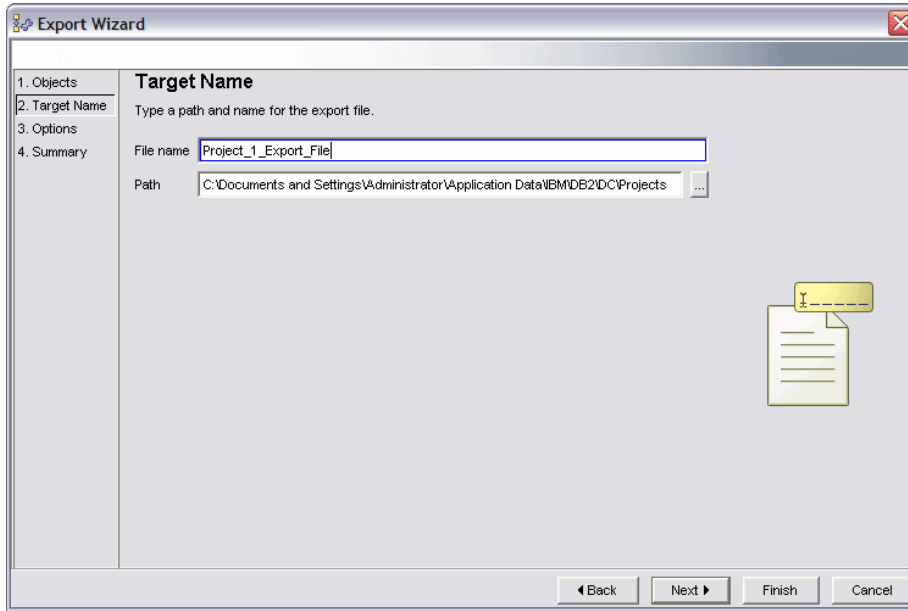 Export Wizard
1. Objects
2. Target Name
3. Options
4. Summary
Target Name
Type a path and name for the export file.
File name Project_1_Export_File
Path C:\Documents and Settings\Administrator\Application Data\IBM\DB2\DC\Projects ...
Back Next Finish Cancel